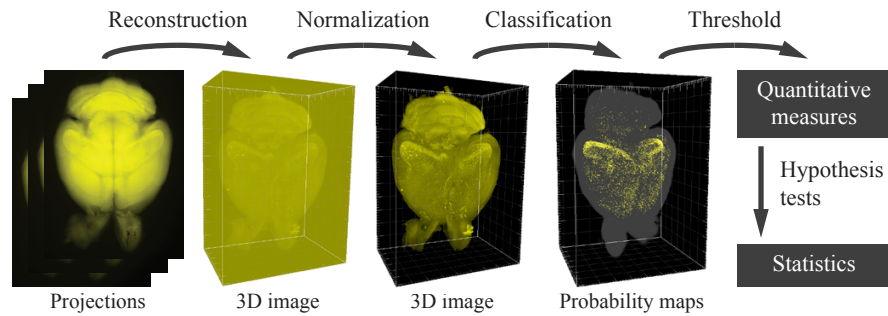 Reconstruction
Normalization
Classification
Threshold
Quantitative
measures
Hypothesis
tests
Statistics
Projections
3D image
3D image
Probability maps